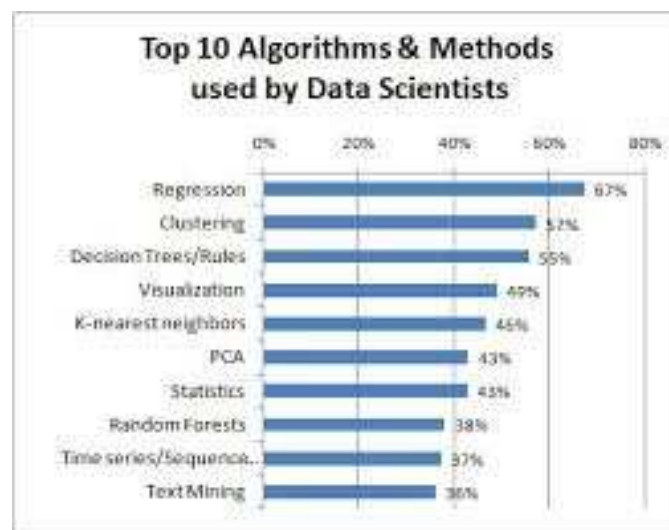 Top 10 Algorithms & Methods
used by Data Scientists
0% 20% 40% 60% 80%
Regression 67%
Clustering 57%
Decision Trees/Rules 55%
Visualization 49%
K-nearest neighbors 46%
PCA 43%
Statistics 43%
Random Forests 38%
Time series/Sequence... 37%
Text Mining 36%